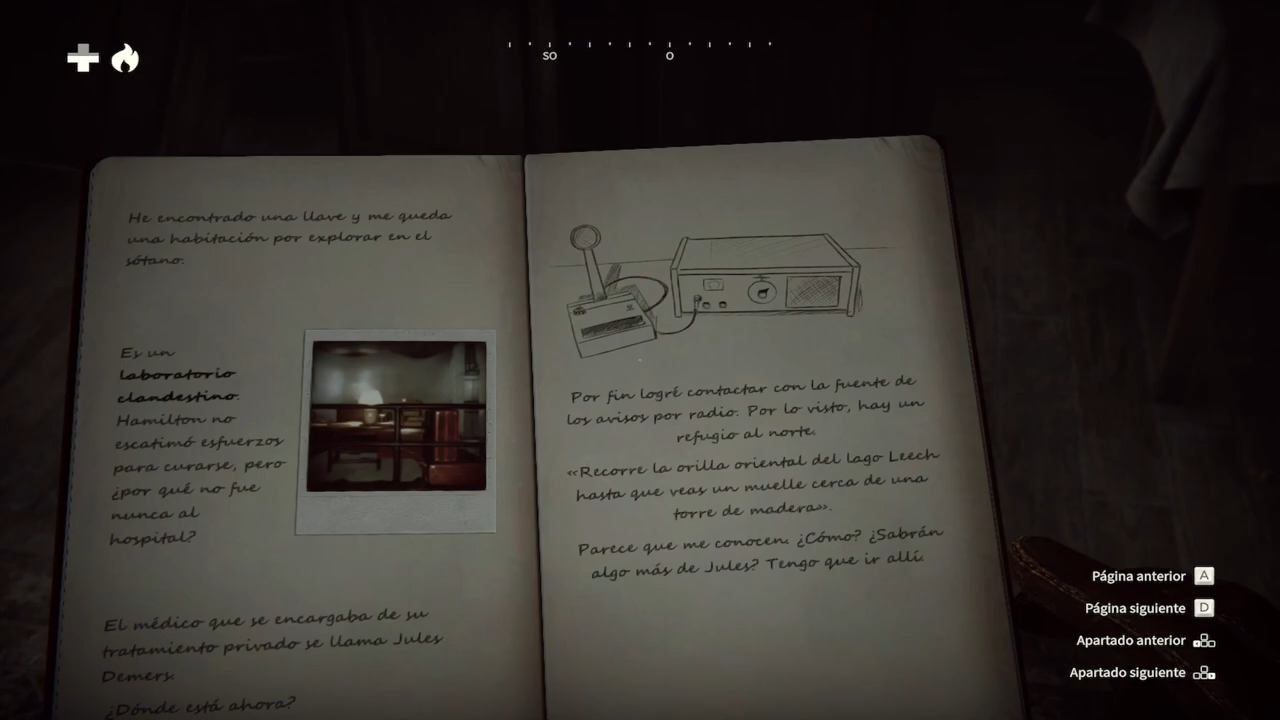 SO
O
He encontrado una llave y me queda
una habitación por explorar en el
sótano.
Es un
laboratorio
clandestino.
Hamilton no
escatimó esfuerzos
para curarse, pero
¿por qué no fue
nunca al
hospital?
El médico que se encargaba de su
tratamiento privado se llama Jules
Demers.
¿Dónde está ahora?
Por fin logré contactar con la fuente de
los avisos por radio. Por lo visto, hay un
refugio al norte.
«Recorre la orilla oriental del lago Leech
hasta que veas un muelle cerca de una
torre de madera».
Parece que me conocen. ¿Cómo? ¿Sabrán
algo más de Jules? Tengo que ir allí.
Página anterior A
Página siguiente D
Apartado anterior
Apartado siguiente